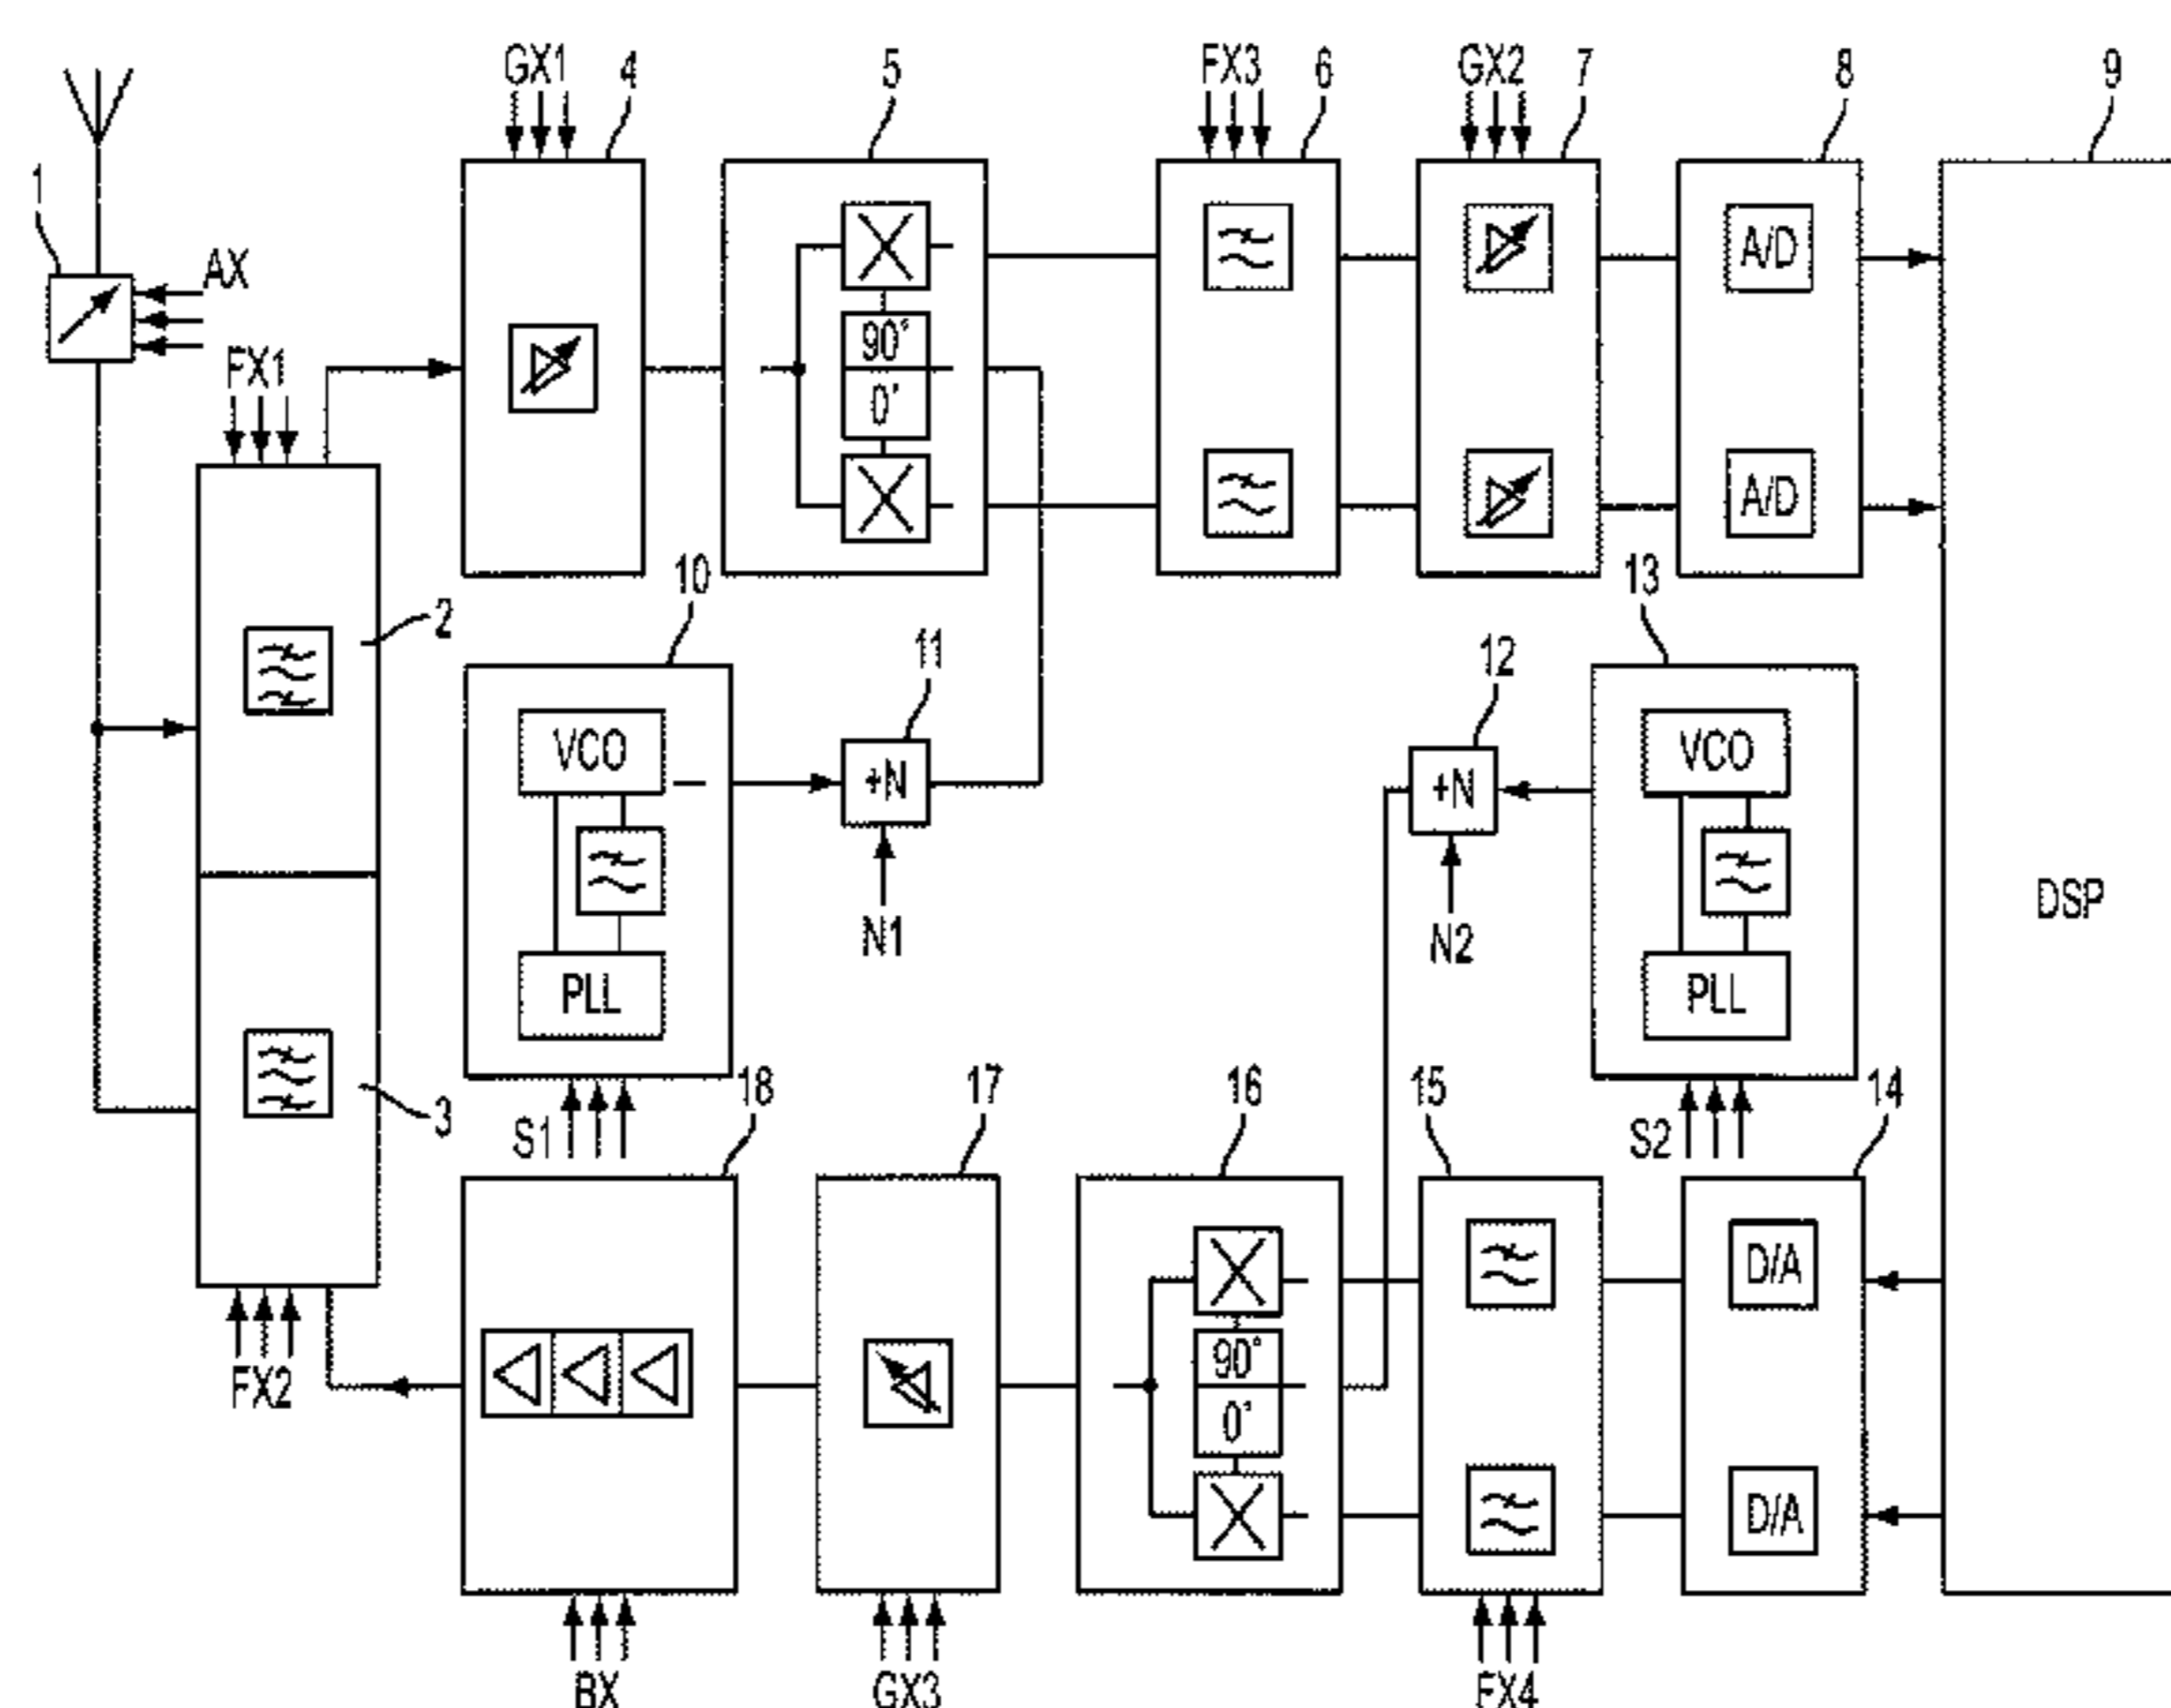 GX1 4 5 FX3 6 GX2 7 8 9
1
AX
A/D
90°
FX1
0°
A/D
10 13
2 11 12
VCO VCO
+N +N
DSP
N1 N2
PLL PLL
18 17 16 15 14
3 S1 S2
D/A
90°
FX2
0°
D/A
BX GX3 FX4